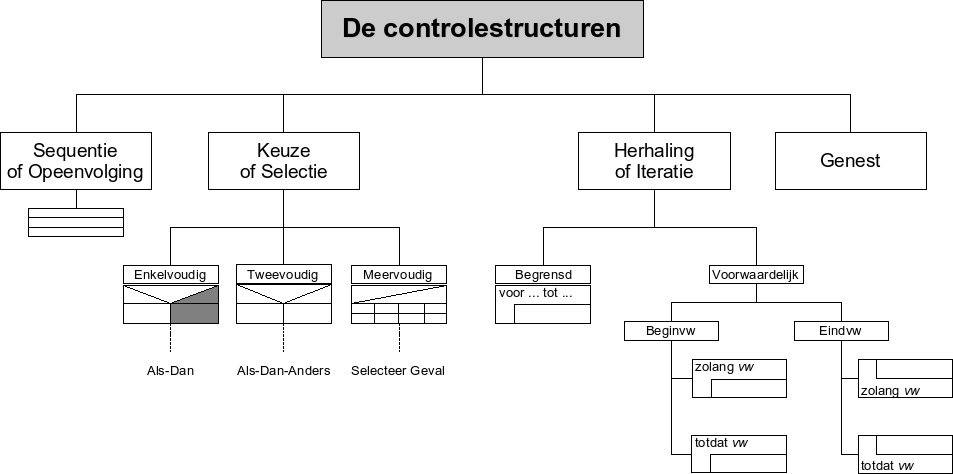 De controlestructuren
Sequentie
of Opeenvolging
Keuze
of Selectie
Herhaling
of Iteratie
Genest
Enkelvoudig
Tweevoudig
Meervoudig
Begrensd
Voorwaardelijk
voor ... tot ...
Beginvw
Eindvw
Als-Dan
Als-Dan-Anders
Selecteer Geval
zolang vw
zolang vw
totdat vw
totdat vw